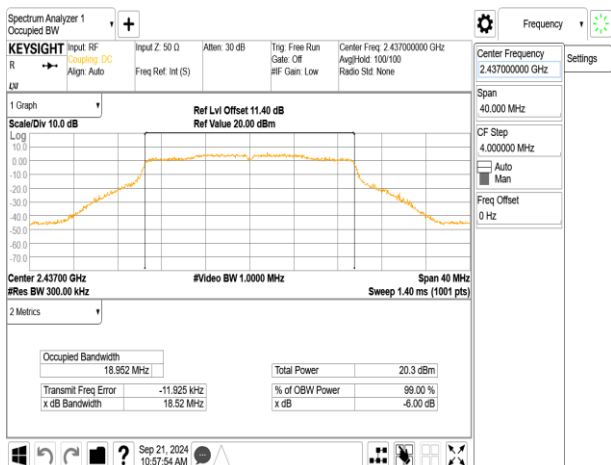 Spectrum Analyzer 1
Occupied BW
Frequency
KEYSIGHT Input: RF Input Z: 50 Ω Atten: 30 dB Trig: Free Run Center Freq: 2.437000000 GHz
R Coupling: DC Gate: Off Avg|Hold: 100/100
Align: Auto Freq Ref: Int (S) #IF Gain: Low Radio Std: None
LXI
Center Frequency
2.437000000 GHz
Settings
Span
40.000 MHz
CF Step
4.000000 MHz
Auto
Man
Freq Offset
0 Hz
1 Graph
Ref Lvl Offset 11.40 dB
Scale/Div 10.0 dB Ref Value 20.00 dBm
Log
10.0
0.00
-10.0
-20.0
-30.0
-40.0
-50.0
-60.0
-70.0
Center 2.43700 GHz #Video BW 1.0000 MHz Span 40 MHz
#Res BW 300.00 kHz Sweep 1.40 ms (1001 pts)
2 Metrics
Occupied Bandwidth
18.952 MHz Total Power 20.3 dBm
Transmit Freq Error -11.925 kHz % of OBW Power 99.00 %
x dB Bandwidth 18.52 MHz x dB -6.00 dB
Sep 21, 2024
10:57:54 AM